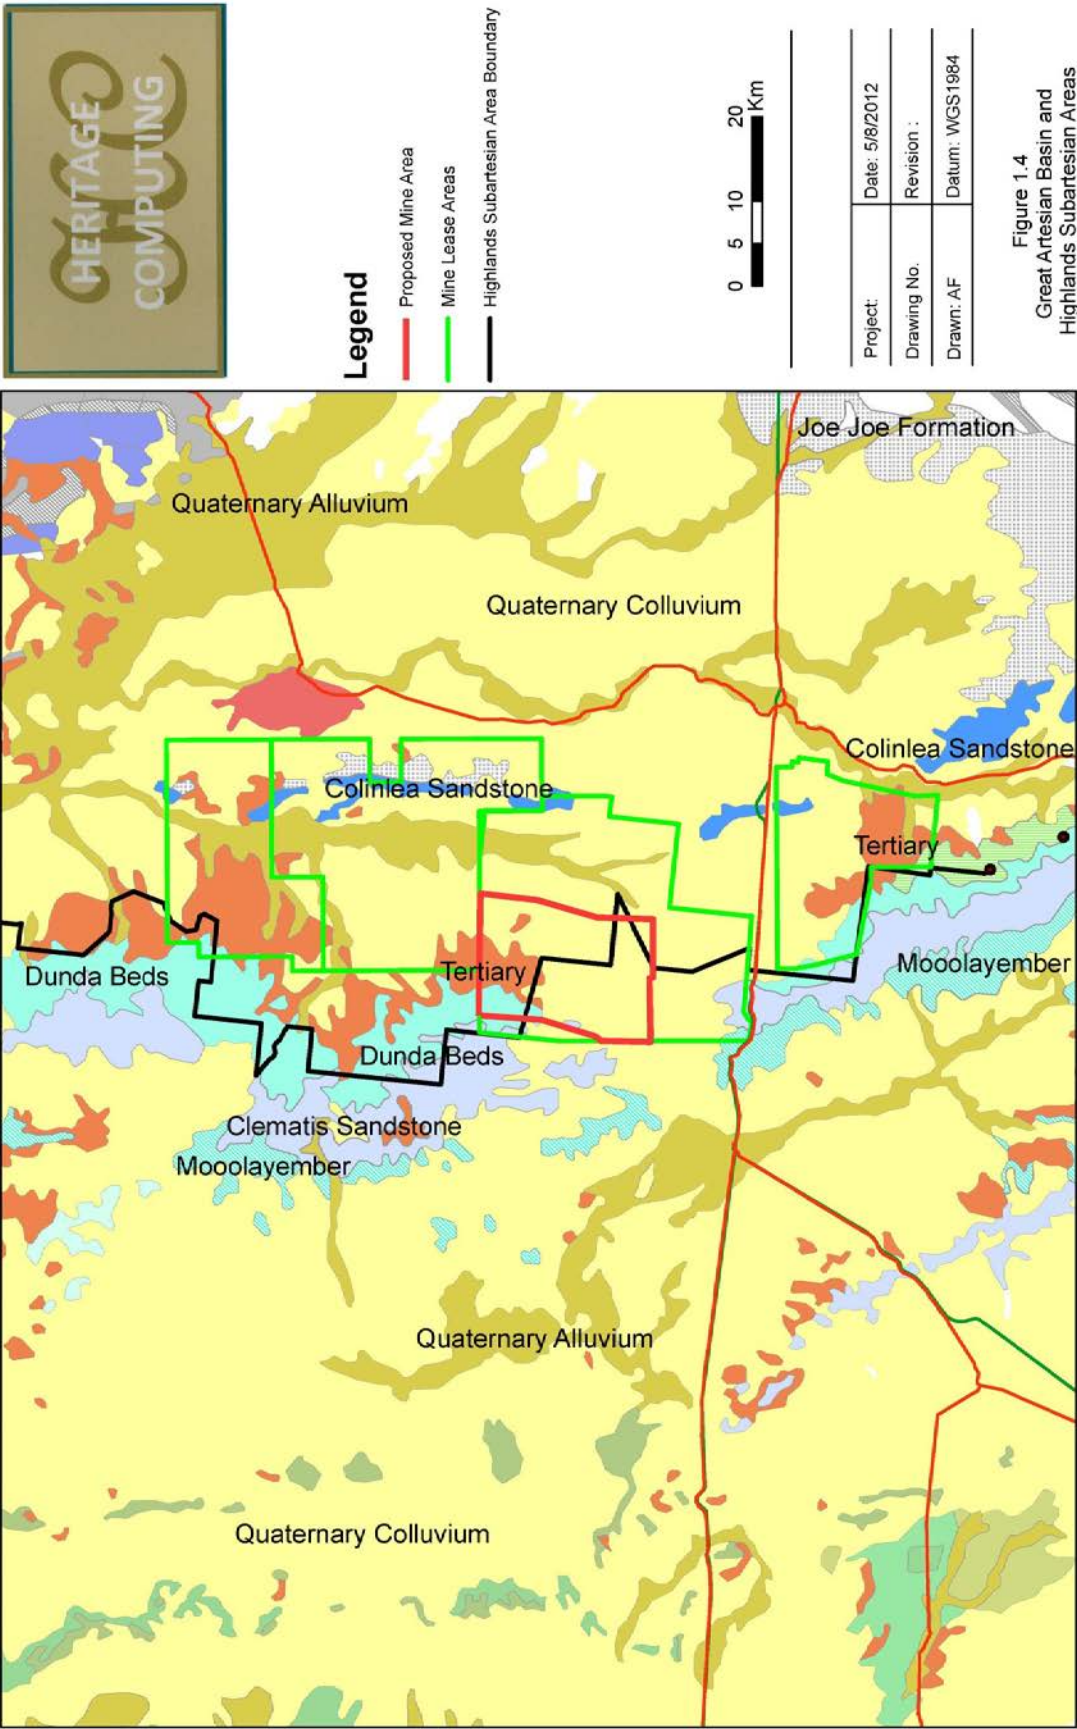 HERITAGE
COMPUTING
Legend
Proposed Mine Area
Mine Lease Areas
Highlands Subartesian Area Boundary
0 5 10 20
Km
Project: Date: 5/8/2012
Drawing No. Revision :
Drawn: AF Datum: WGS1984
Figure 1.4
Great Artesian Basin and
Highlands Subartesian Areas
Joe Joe Formation
Quaternary Alluvium
Quaternary Colluvium
Colinlea Sandstone
Colinlea Sandstone
Tertiary
Mooolayember
Dunda Beds
Tertiary
Dunda Beds
Clematis Sandstone
Mooolayember
Quaternary Alluvium
Quaternary Colluvium